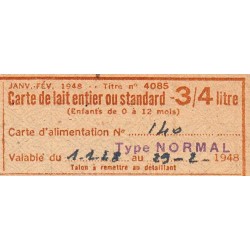 JANV.-FÉV. 1948 ... Titre n° 4085
Carte de lait entier ou standard - 3/4 litre
(Enfants de 0 à 12 mois)
Carte d'alimentation N° 140
Type NORMAL
Valable du 1.1.48 au 29-2-1948
Talon à remettre au détaillant